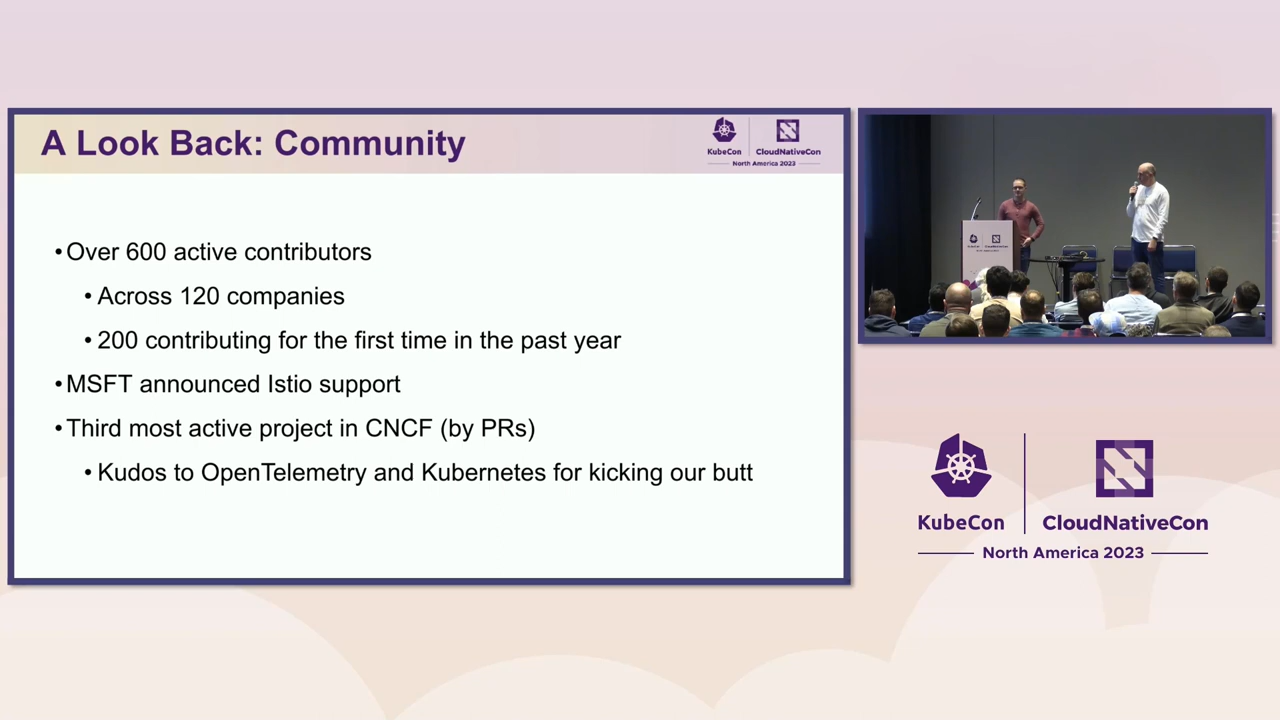 A Look Back: Community
KubeCon
CloudNativeCon
North America 2023
•Over 600 active contributors
•Across 120 companies
•200 contributing for the first time in the past year
•MSFT announced Istio support
•Third most active project in CNCF (by PRs)
•Kudos to OpenTelemetry and Kubernetes for kicking our butt
KubeCon
CloudNativeCon
North America 2023